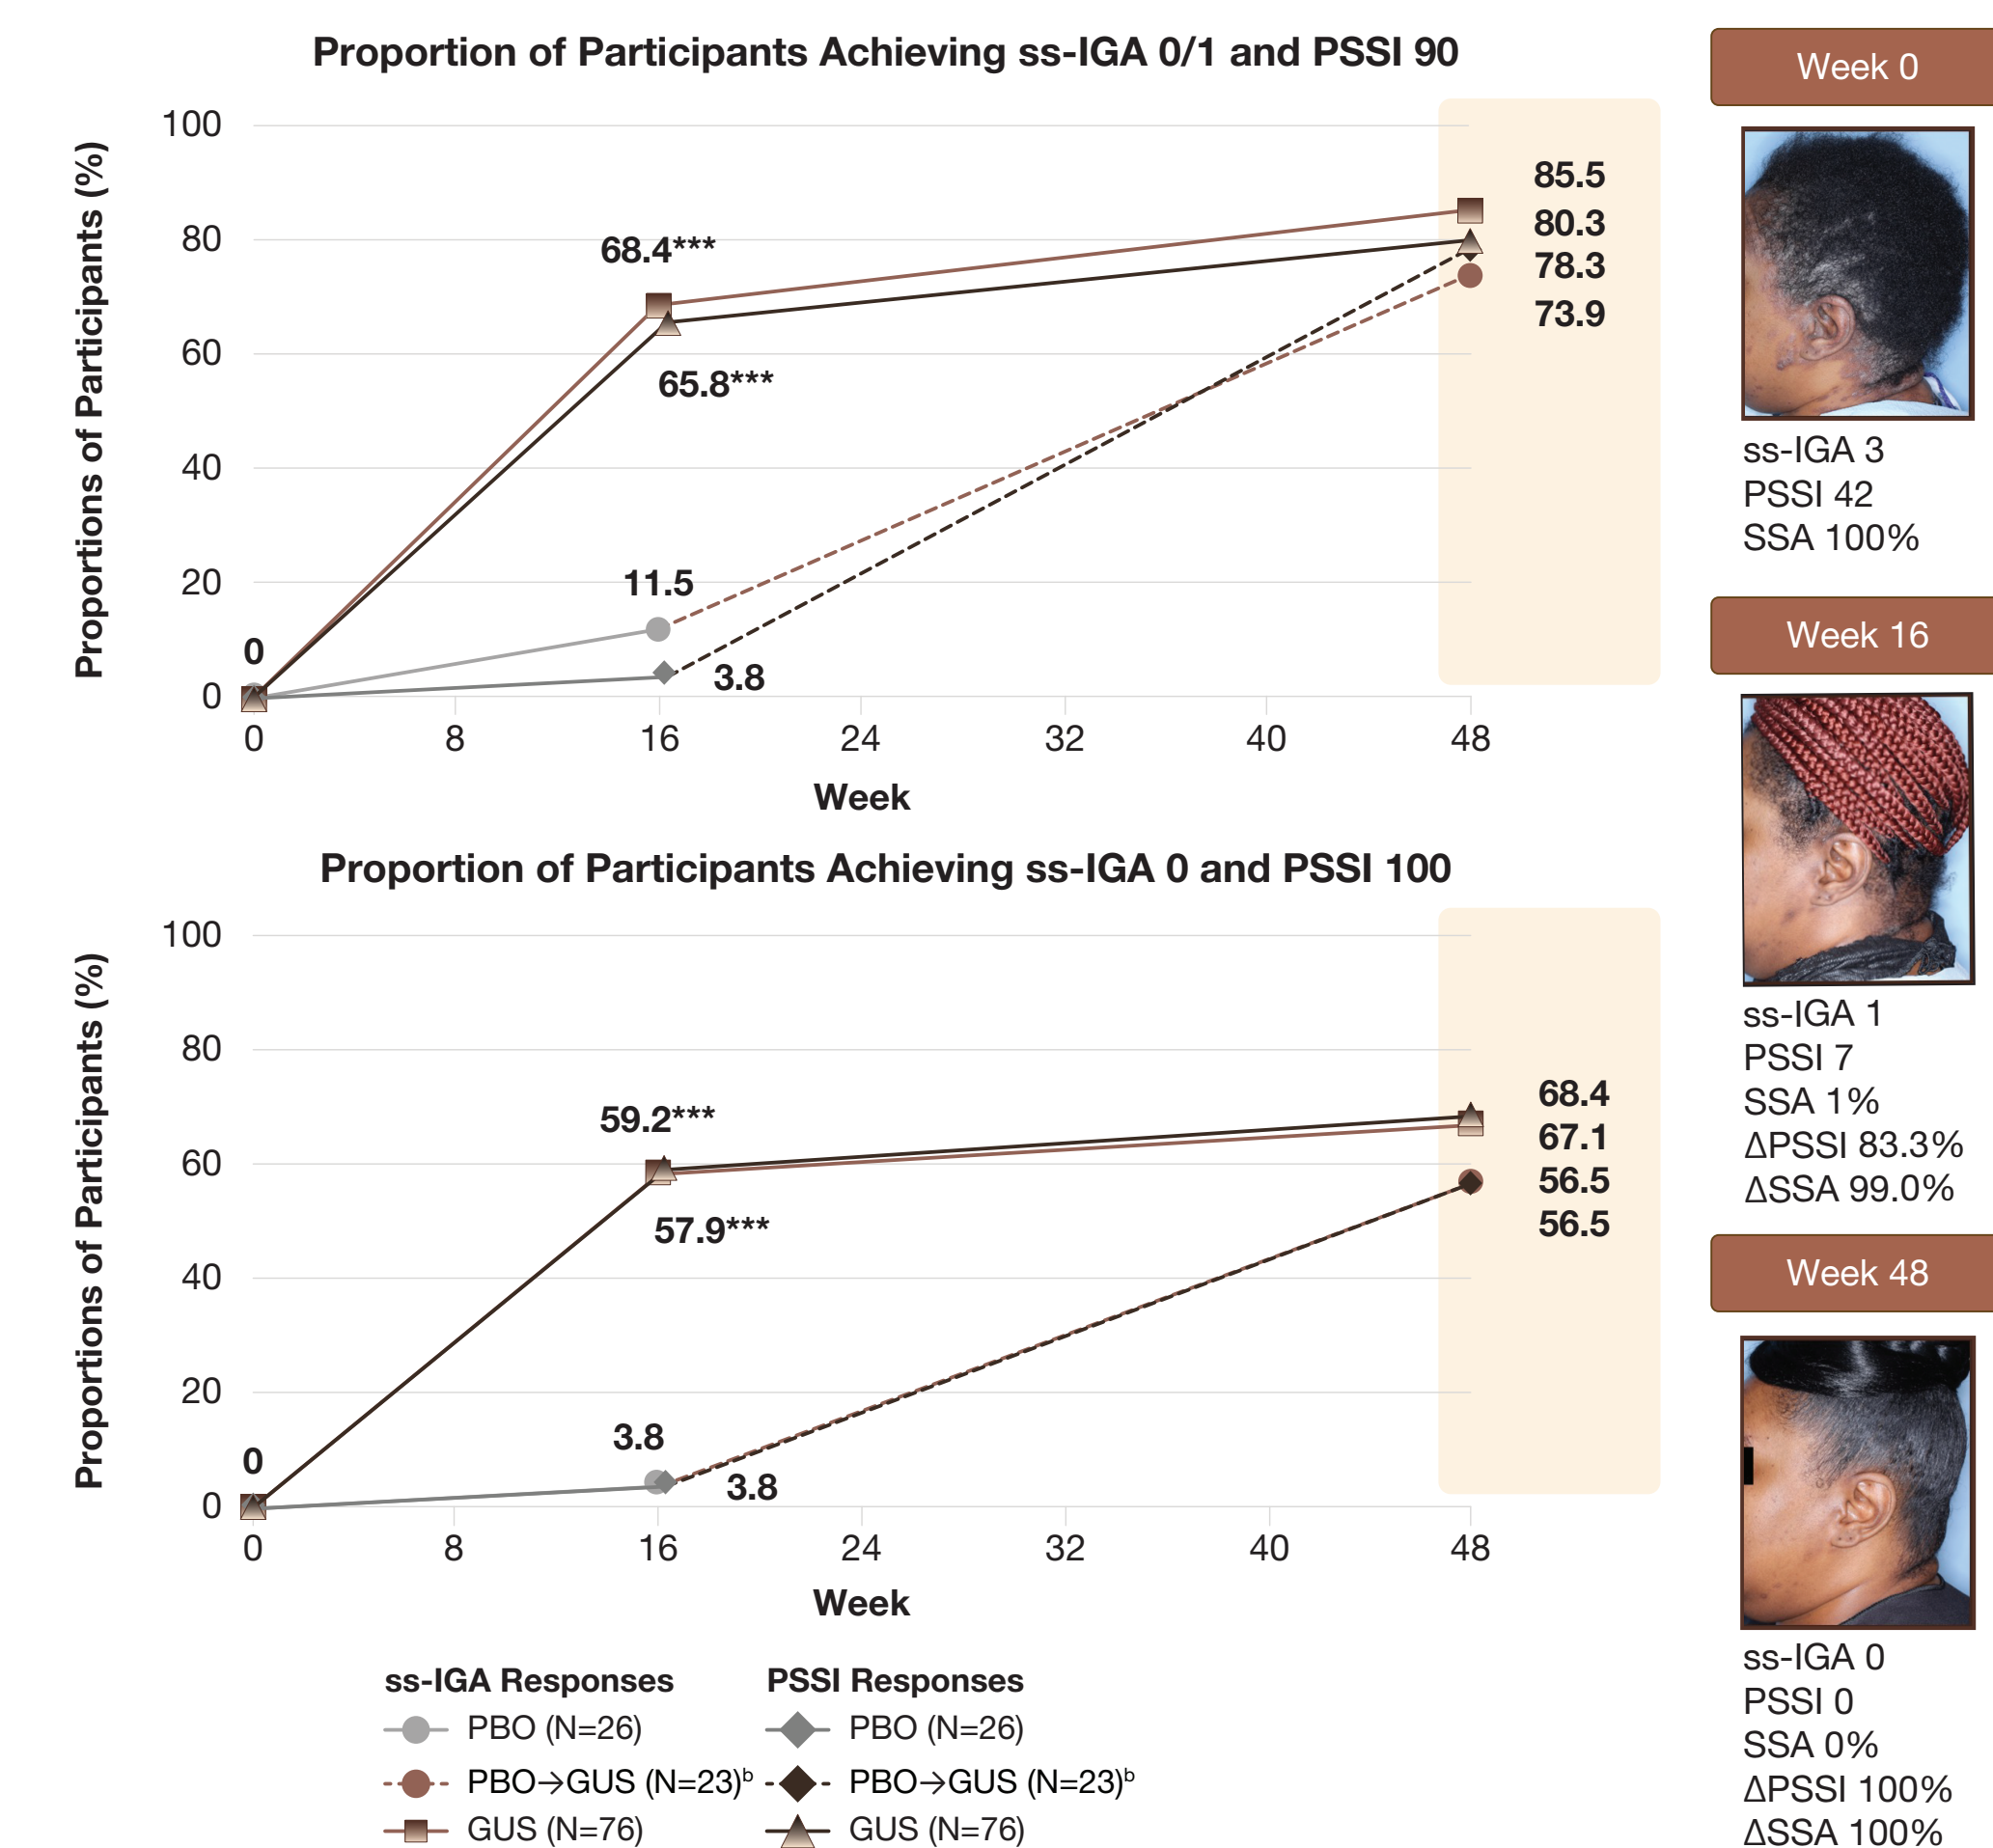 Proportion of Participants Achieving ss-IGA 0/1 and PSSI 90
Proportions of Participants (%)
100
80
60
40
20
0
0
68.4***
65.8***
11.5
3.8
85.5
80.3
78.3
73.9
0 8 16 24 32 40 48
Week
Proportion of Participants Achieving ss-IGA 0 and PSSI 100
Proportions of Participants (%)
100
80
60
40
20
0
0
59.2***
57.9***
3.8
3.8
68.4
67.1
56.5
56.5
0 8 16 24 32 40 48
Week
ss-IGA Responses
PBO (N=26)
PBO→GUS (N=23)ᵇ
GUS (N=76)
PSSI Responses
PBO (N=26)
PBO→GUS (N=23)ᵇ
GUS (N=76)
Week 0
ss-IGA 3
PSSI 42
SSA 100%
Week 16
ss-IGA 1
PSSI 7
SSA 1%
ΔPSSI 83.3%
ΔSSA 99.0%
Week 48
ss-IGA 0
PSSI 0
SSA 0%
ΔPSSI 100%
ΔSSA 100%